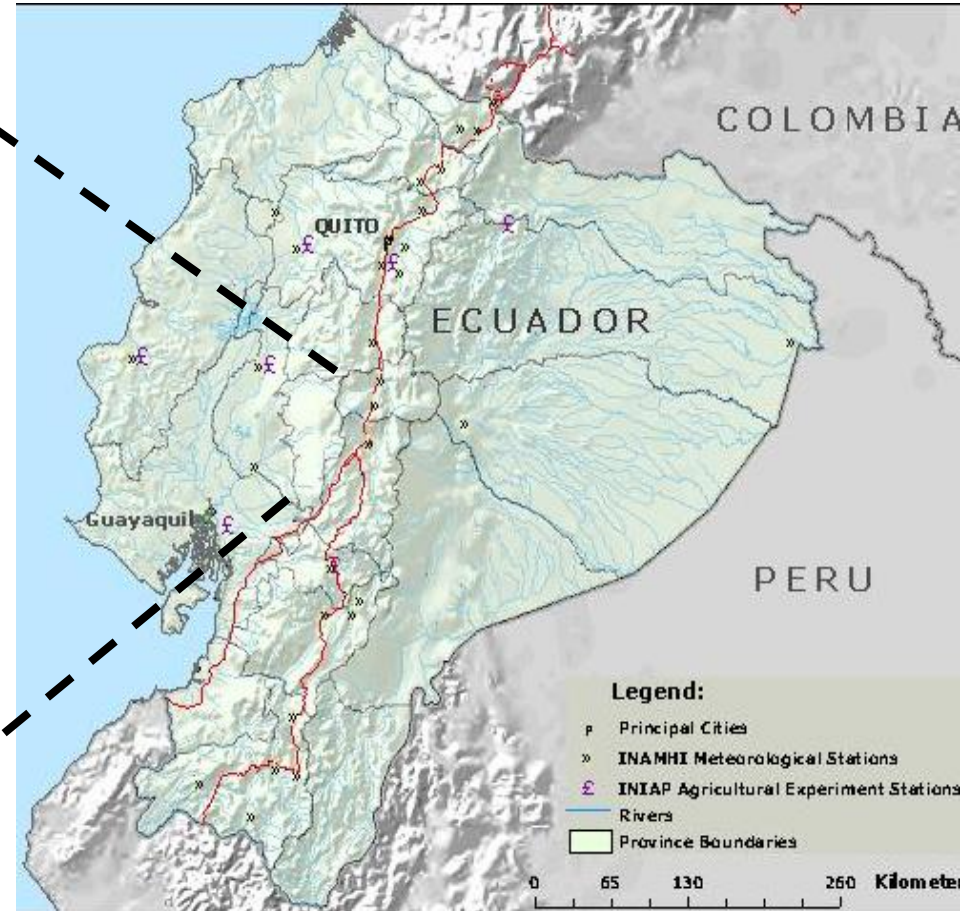 COLOMBIA
QUITO
ECUADOR
Guayaquil
PERU
Legend:
Principal Cities
» INAMHI Meteorological Stations
£ INIAP Agricultural Experiment Stations
Rivers
Province Boundaries
0 65 130 260 Kilometer